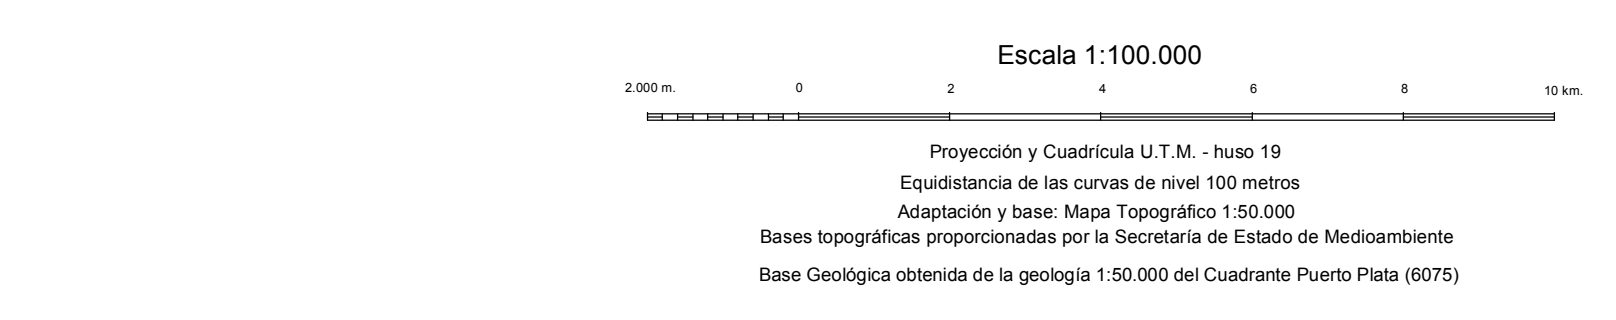 Escala 1:100.000
2.000 m. 0 2 4 6 8 10 km.
Proyección y Cuadrícula U.T.M. - huso 19
Equidistancia de las curvas de nivel 100 metros
Adaptación y base: Mapa Topográfico 1:50.000
Bases topográficas proporcionadas por la Secretaría de Estado de Medioambiente
Base Geológica obtenida de la geología 1:50.000 del Cuadrante Puerto Plata (6075)